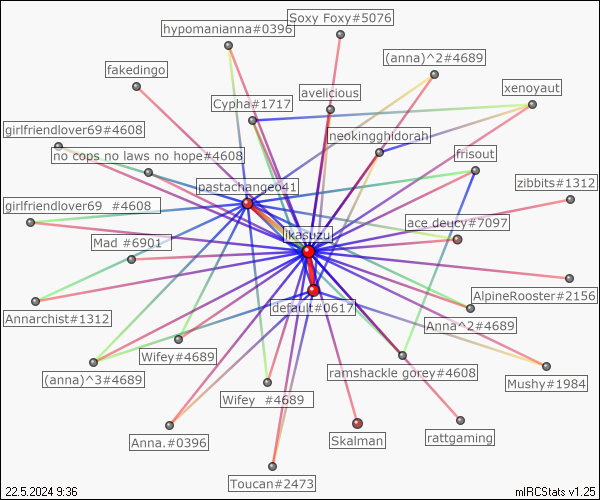 Soxy Foxy#5076
hypomanianna#0396
(anna)^2#4689
fakedingo
xenoyaut
avelicious
Cypha#1717
girlfriendlover69#4608
neokingghidorah
no cops no laws no hope#4608
frisout
zibbits#1312
pastachangeo41
girlfriendlover69 #4608
ace deucy#7097
ikasuzu
Mad #6901
AlpineRooster#2156
default#0617
Annarchist#1312
Anna^2#4689
Wifey#4689
ramshackle gorey#4608
(anna)^3#4689
Mushy#1984
Wifey #4689
Anna.#0396
Skalman
rattgaming
Toucan#2473
22.5.2024 9:36
mIRCStats v1.25